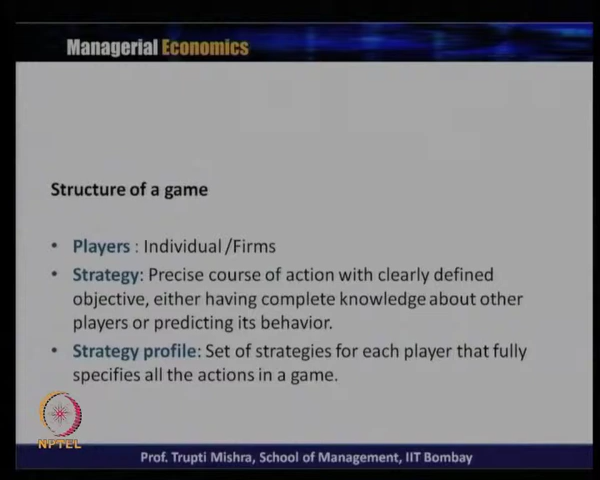 Managerial Economics
Structure of a game
• Players : Individual /Firms
• Strategy: Precise course of action with clearly defined
objective, either having complete knowledge about other
players or predicting its behavior.
• Strategy profile: Set of strategies for each player that fully
specifies all the actions in a game.
NPTEL
Prof. Trupti Mishra, School of Management, IIT Bombay